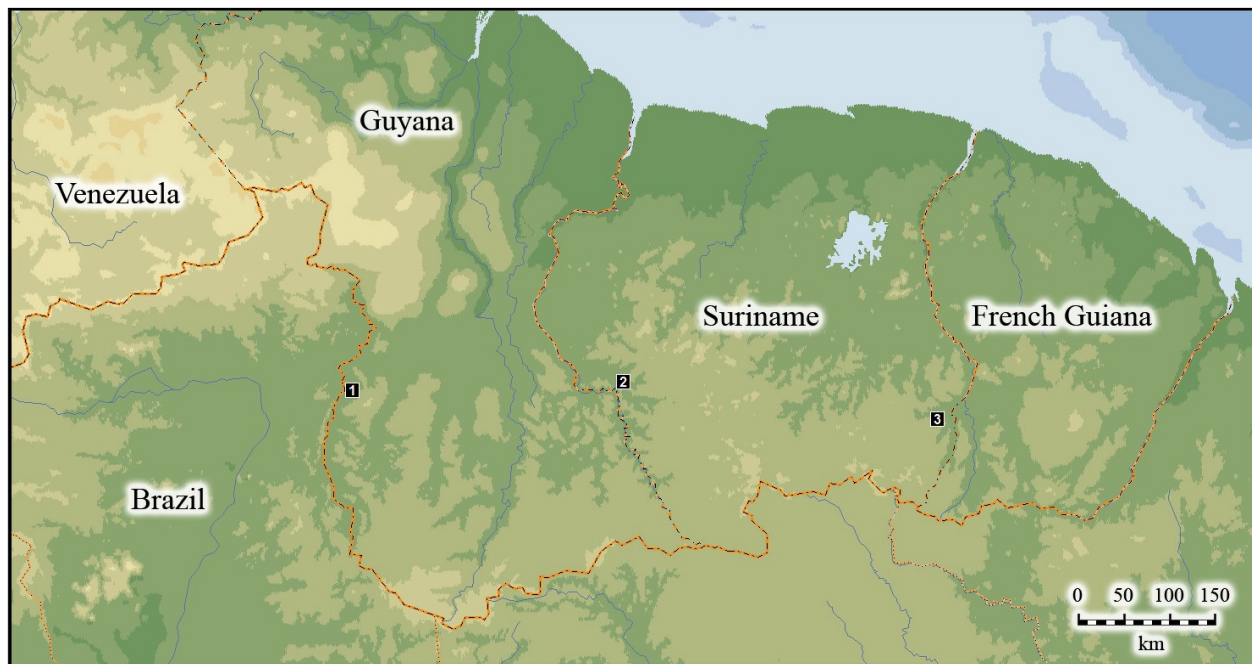 Guyana
Venezuela
Suriname
French Guiana
1
2
3
Brazil
0 50 100 150
km